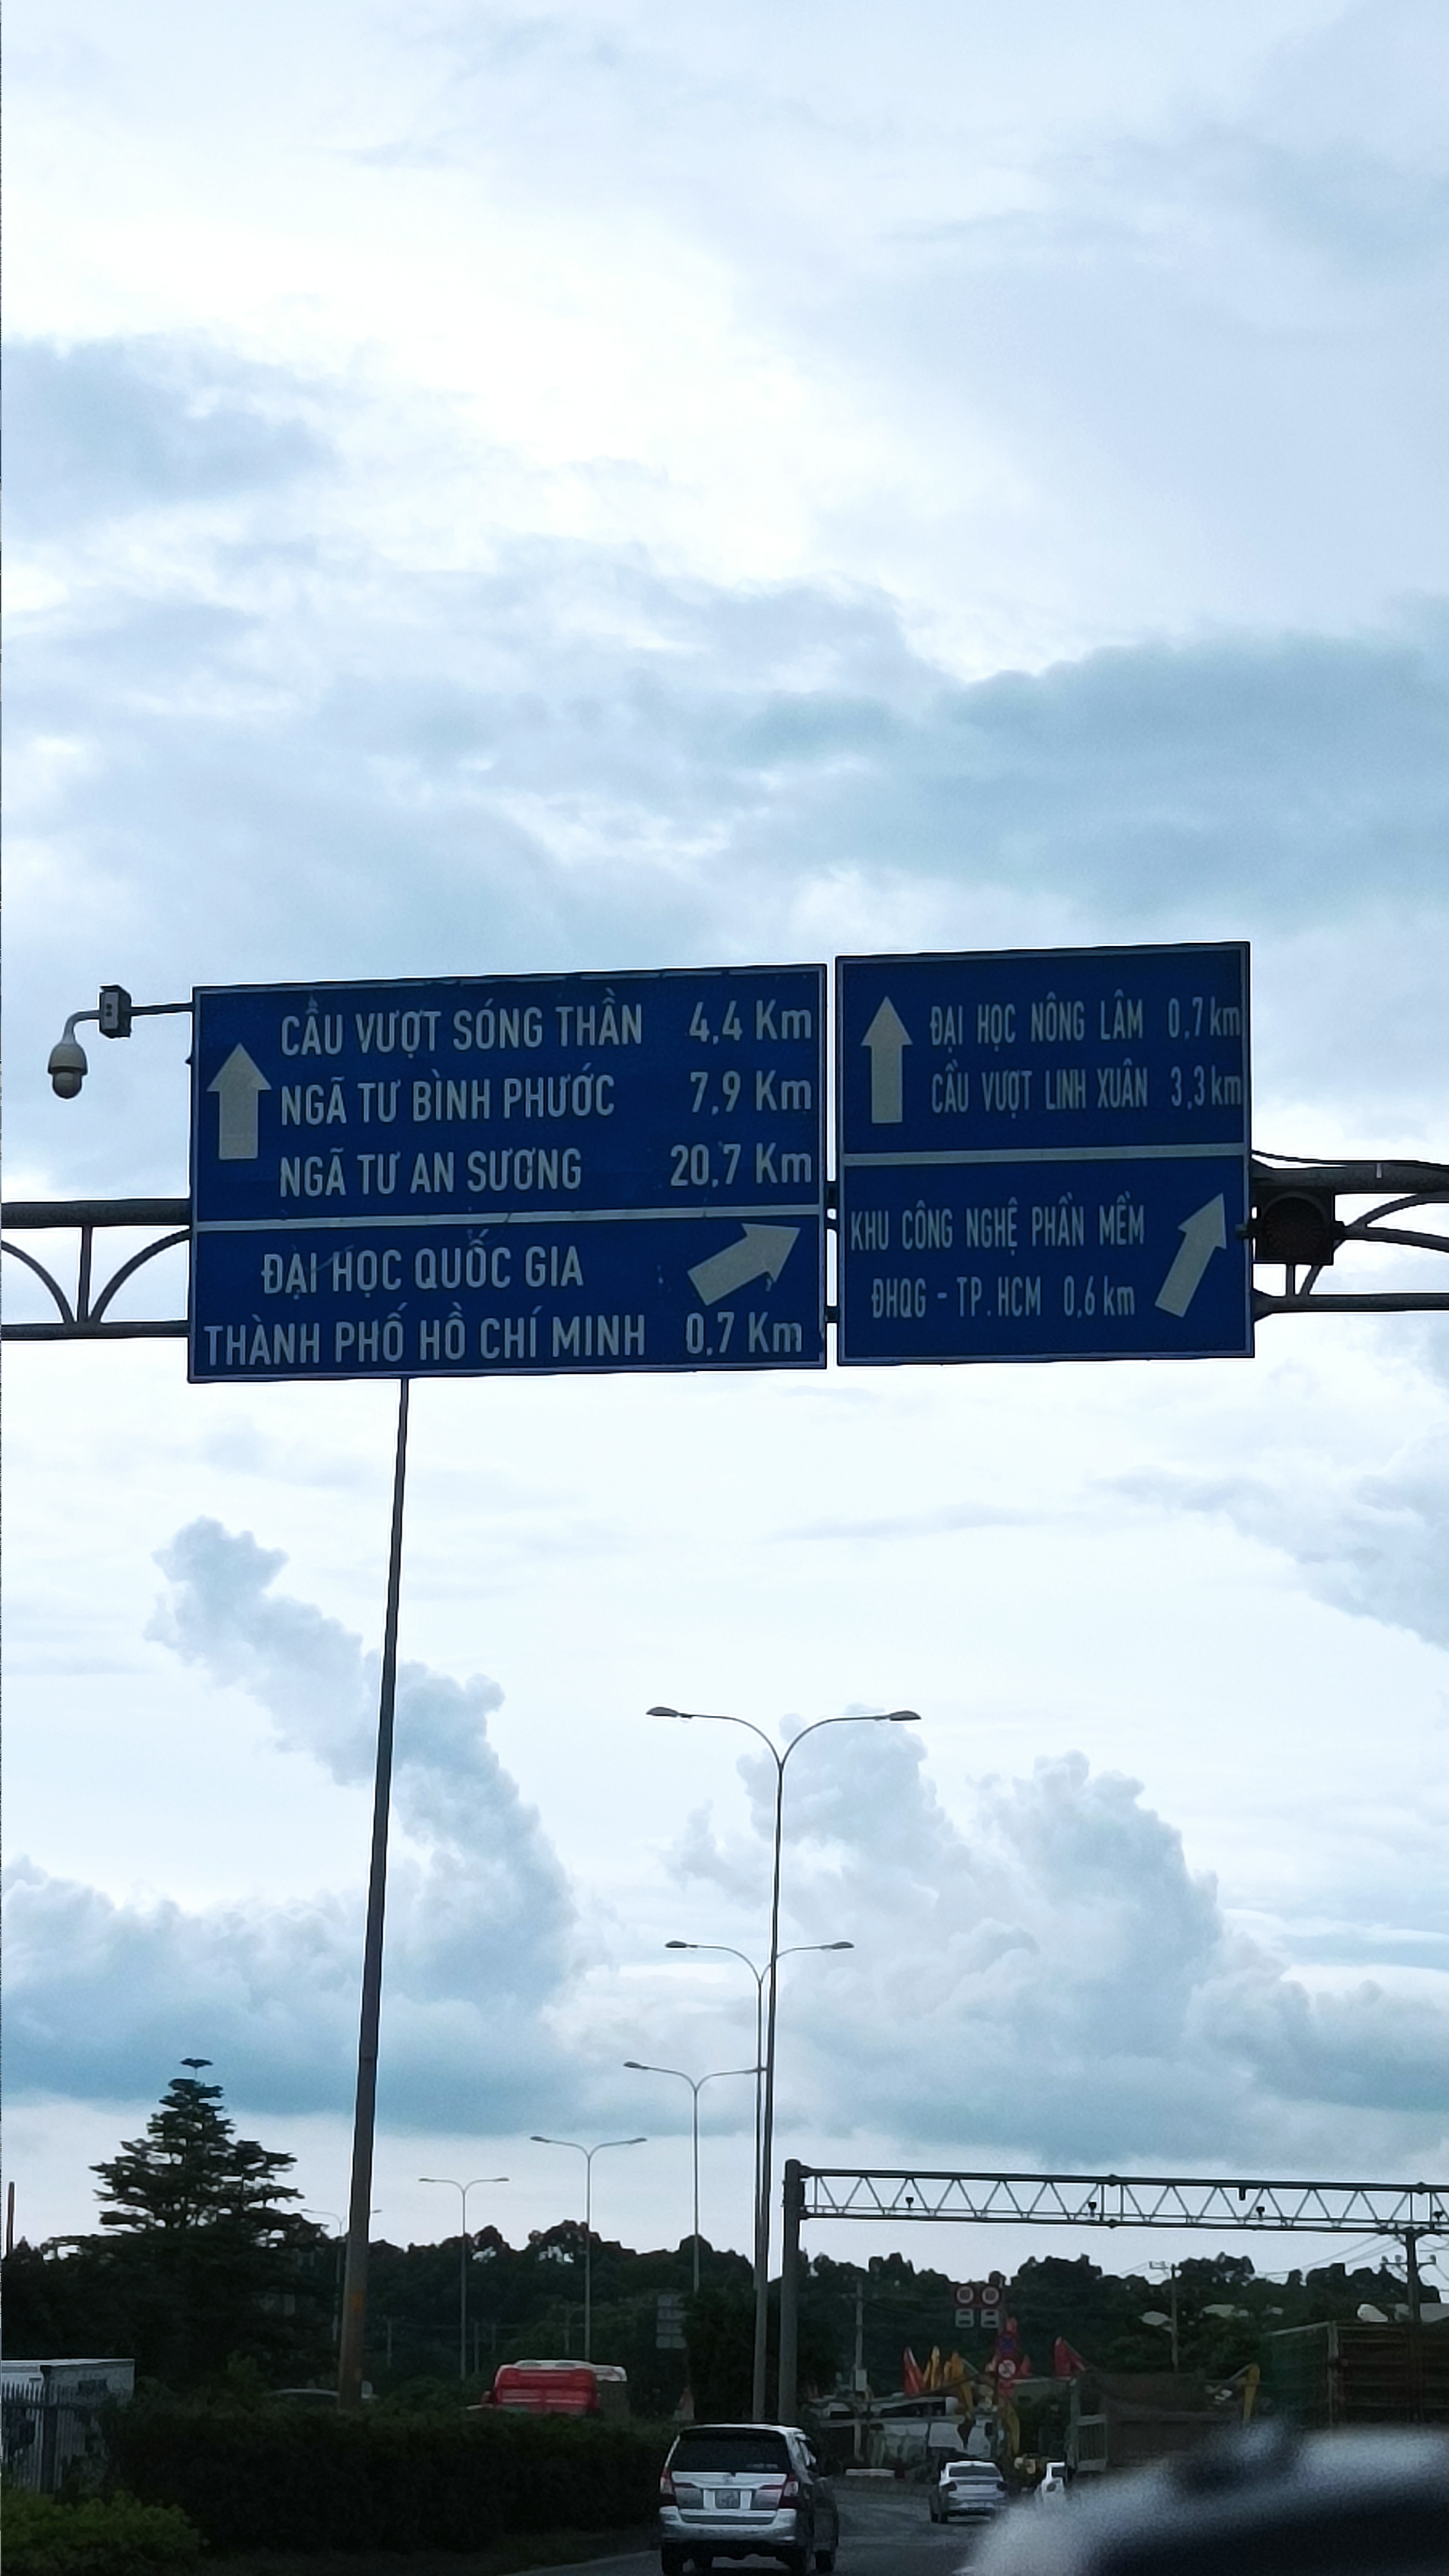 CẦU VƯỢT SÓNG THẦN 4,4 Km
NGÃ TƯ BÌNH PHƯỚC 7,9 Km
NGÃ TƯ AN SƯƠNG 20,7 Km
ĐẠI HỌC QUỐC GIA
THÀNH PHỐ HỒ CHÍ MINH 0,7 Km
ĐẠI HỌC NÔNG LÂM 0,7 km
CẦU VƯỢT LINH XUÂN 3,3 km
KHU CÔNG NGHỆ PHẦN MỀM
ĐHQG - TP. HCM 0,6 km